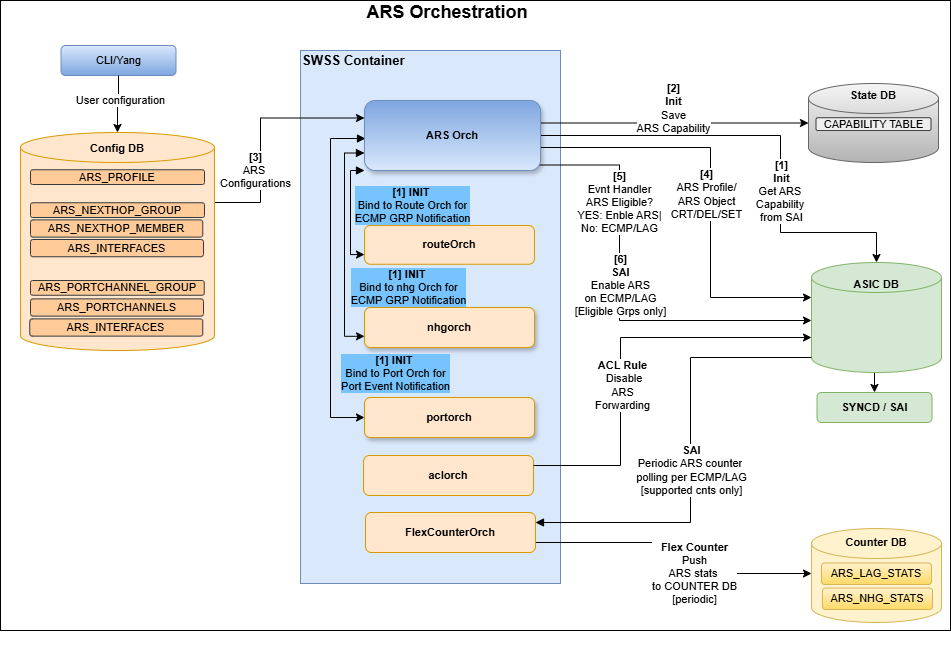 ARS Orchestration
CLI/Yang
User configuration
Config DB
ARS_PROFILE
ARS_NEXTHOP_GROUP
ARS_NEXTHOP_MEMBER
ARS_INTERFACES
ARS_PORTCHANNEL_GROUP
ARS_PORTCHANNELS
ARS_INTERFACES
[3]
ARS
Configurations
SWSS Container
ARS Orch
[1] INIT
Bind to Route Orch for
ECMP GRP Notification
routeOrch
[1] INIT
Bind to nhg Orch for
ECMP GRP Notification
nhgorch
[1] INIT
Bind to Port Orch for
Port Event Notification
portorch
aclorch
FlexCounterOrch
[2]
Init
Save
ARS Capability
State DB
CAPABILITY TABLE
[5]
Evnt Handler
ARS Eligible?
YES: Enble ARS|
No: ECMP/LAG
[4]
ARS Profile/
ARS Object
CRT/DEL/SET
[1]
Init
Get ARS
Capability
from SAI
[6]
SAI
Enable ARS
on ECMP/LAG
[Eligible Grps only]
ASIC DB
ACL Rule
Disable
ARS
Forwarding
SYNCD / SAI
SAI
Periodic ARS counter
polling per ECMP/LAG
[supported cnts only]
Flex Counter
Push
ARS stats
to COUNTER DB
[periodic]
Counter DB
ARS_LAG_STATS
ARS_NHG_STATS